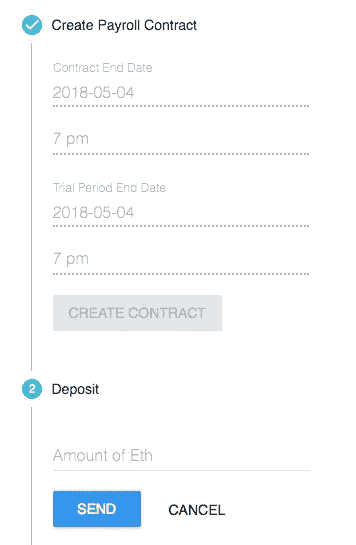 Create Payroll Contract
Contract End Date
2018-05-04
7 pm
Trial Period End Date
2018-05-04
7 pm
CREATE CONTRACT
2 Deposit
Amount of Eth
SEND CANCEL